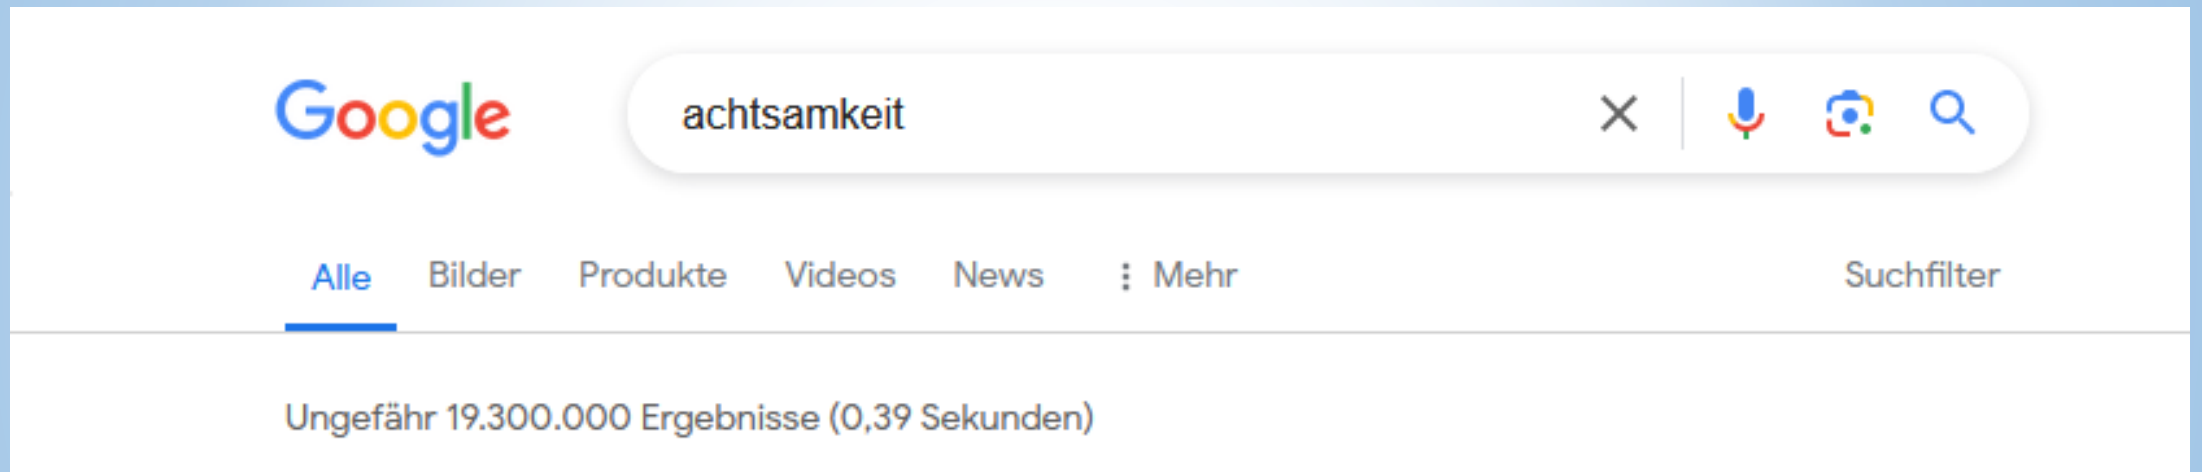 Google achtsamkeit
Alle Bilder Produkte Videos News Mehr Suchfilter
Ungefähr 19.300.000 Ergebnisse (0,39 Sekunden)